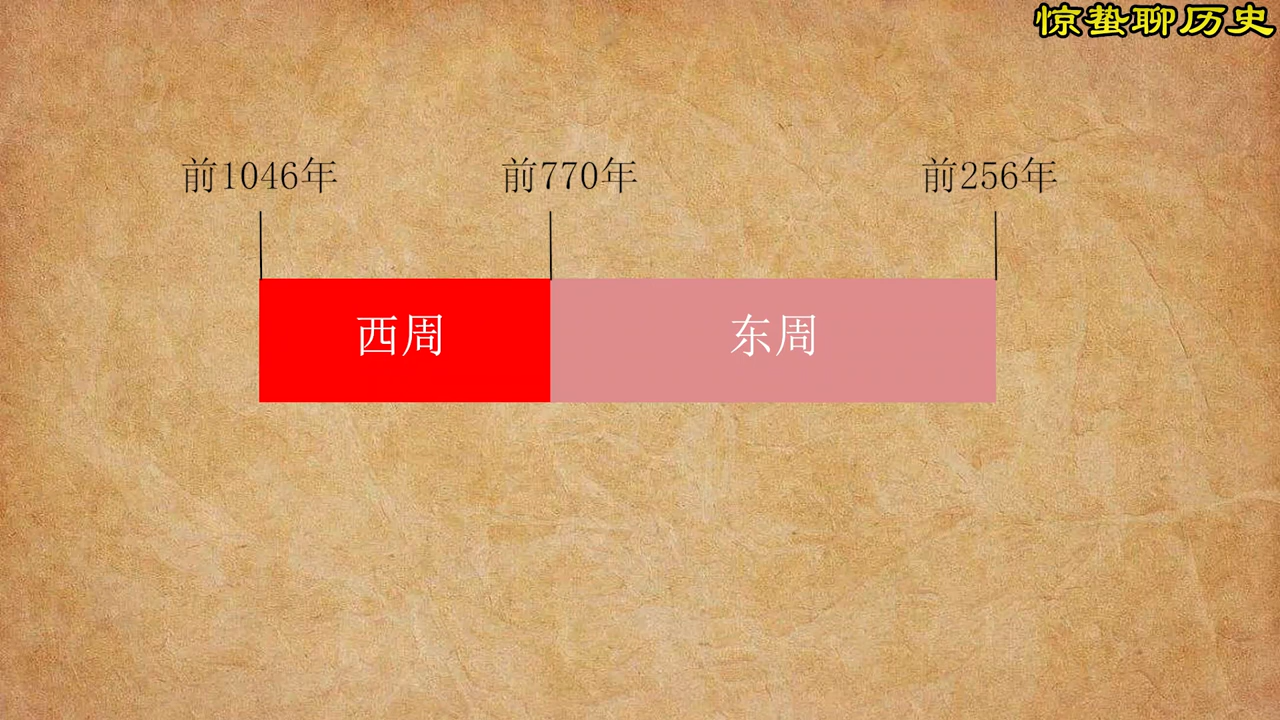 惊蛰聊历史
前1046年
前770年
前256年
西周
东周